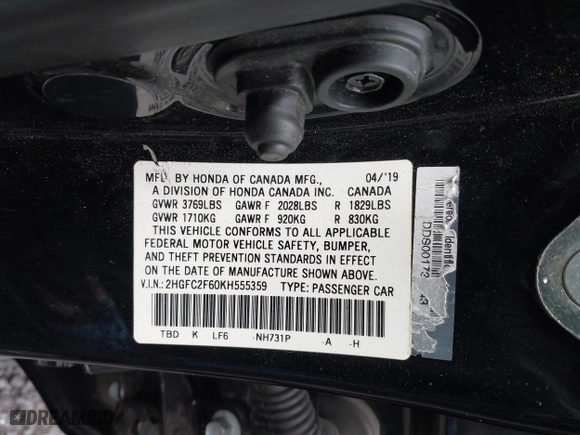 MFD BY HONDA OF CANADA MFG., 04/'19
A DIVISION OF HONDA CANADA INC. CANADA
GVWR 3769LBS GAWR F 2028LBS R 1829LBS
GVWR 1710KG GAWR F 920KG R 830KG
THIS VEHICLE CONFORMS TO ALL APPLICABLE
FEDERAL MOTOR VEHICLE SAFETY, BUMPER,
AND THEFT PREVENTION STANDARDS IN EFFECT
ON THE DATE OF MANUFACTURE SHOWN ABOVE.
V.I.N.: 2HGFC2F60KH555359 TYPE: PASSENGER CAR
TBD K LF6 -NH731P -A -H
DREAMBID